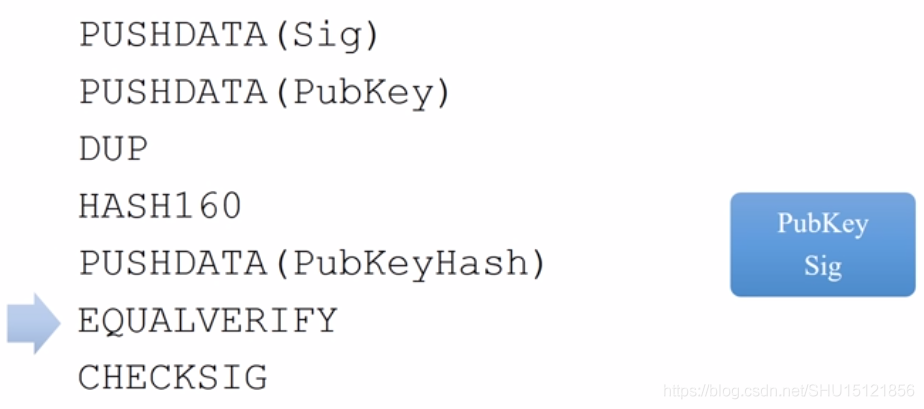 PUSHDATA(Sig)
PUSHDATA(PubKey)
DUP
HASH160
PUSHDATA(PubKeyHash)
EQUALVERIFY
CHECKSIG
PubKey
Sig
https://blog.csdn.net/SHU15121856